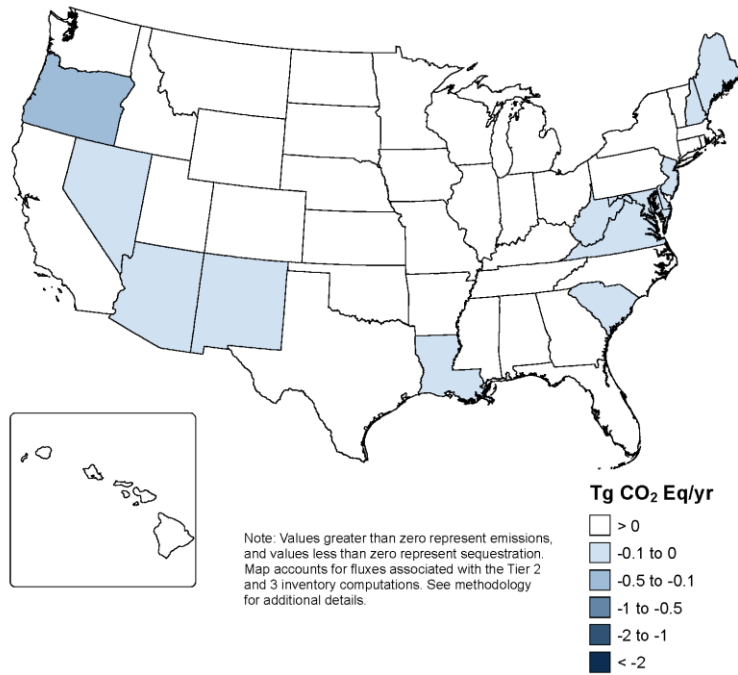 Note: Values greater than zero represent emissions,
and values less than zero represent sequestration.
Map accounts for fluxes associated with the Tier 2
and 3 inventory computations. See methodology
for additional details.
Tg CO₂ Eq/yr
> 0
-0.1 to 0
-0.5 to -0.1
-1 to -0.5
-2 to -1
< -2